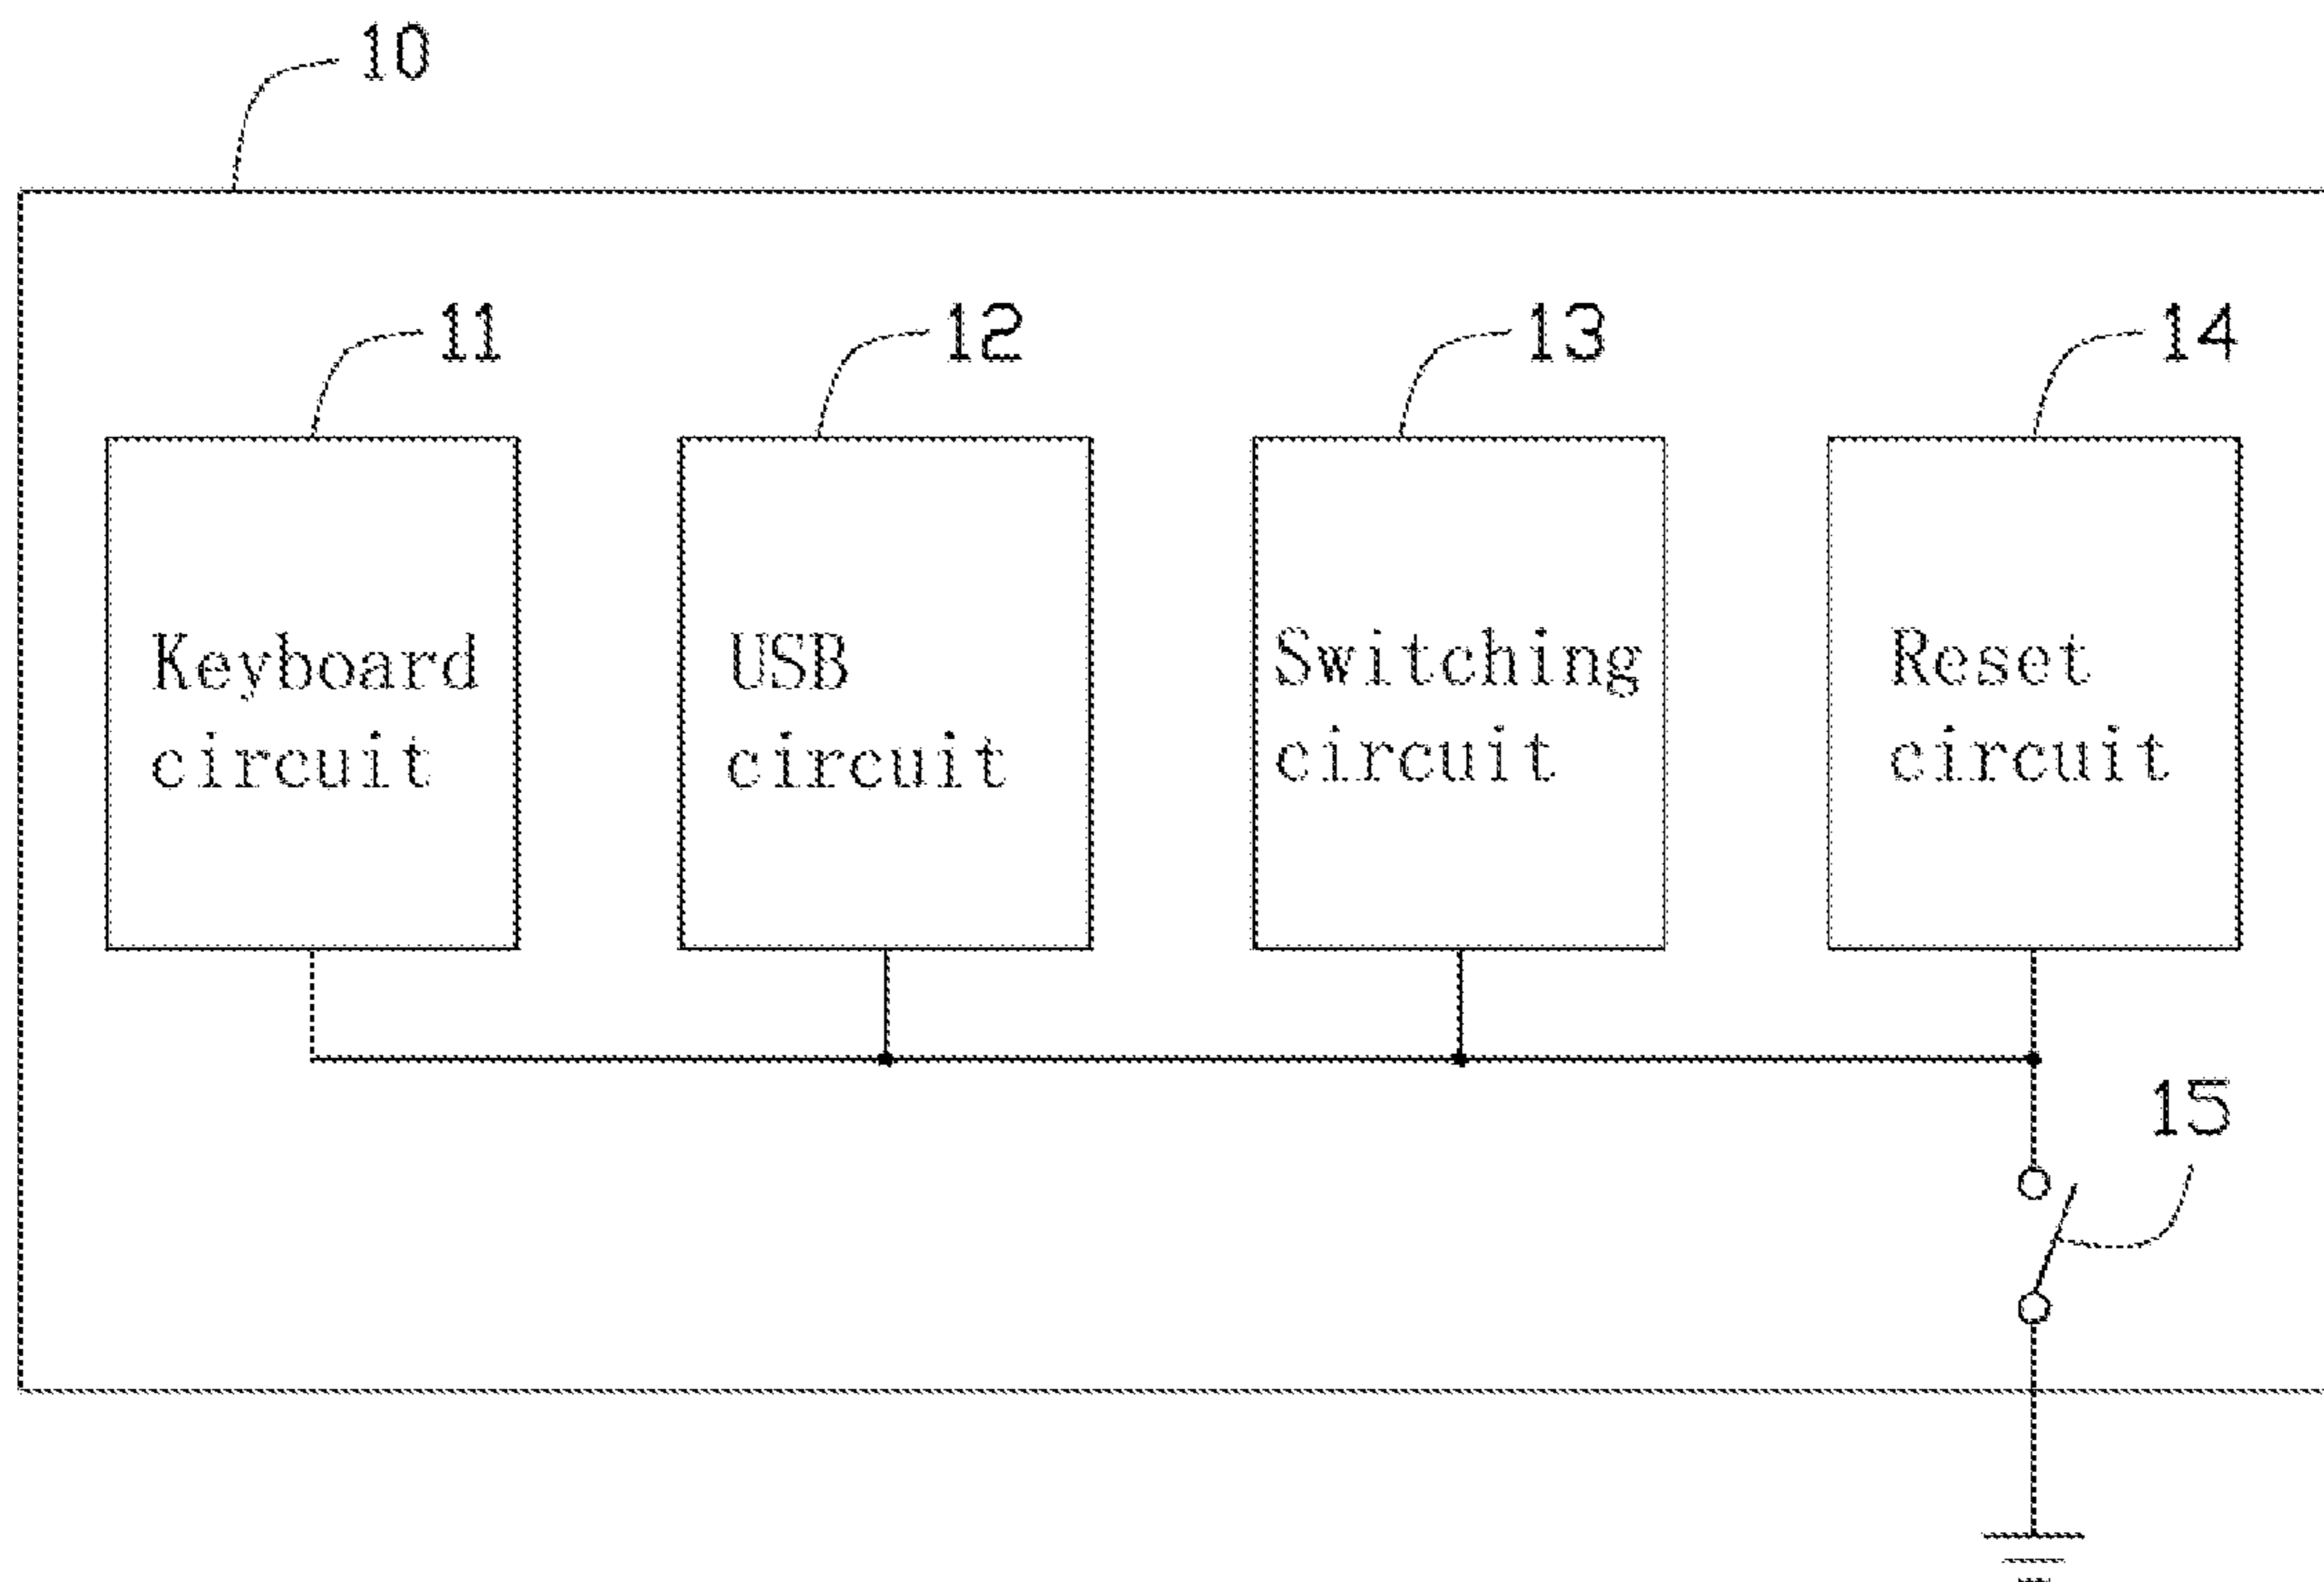 10
11
12
13
14
Keyboard
circuit
USB
circuit
Switching
circuit
Reset
circuit
15